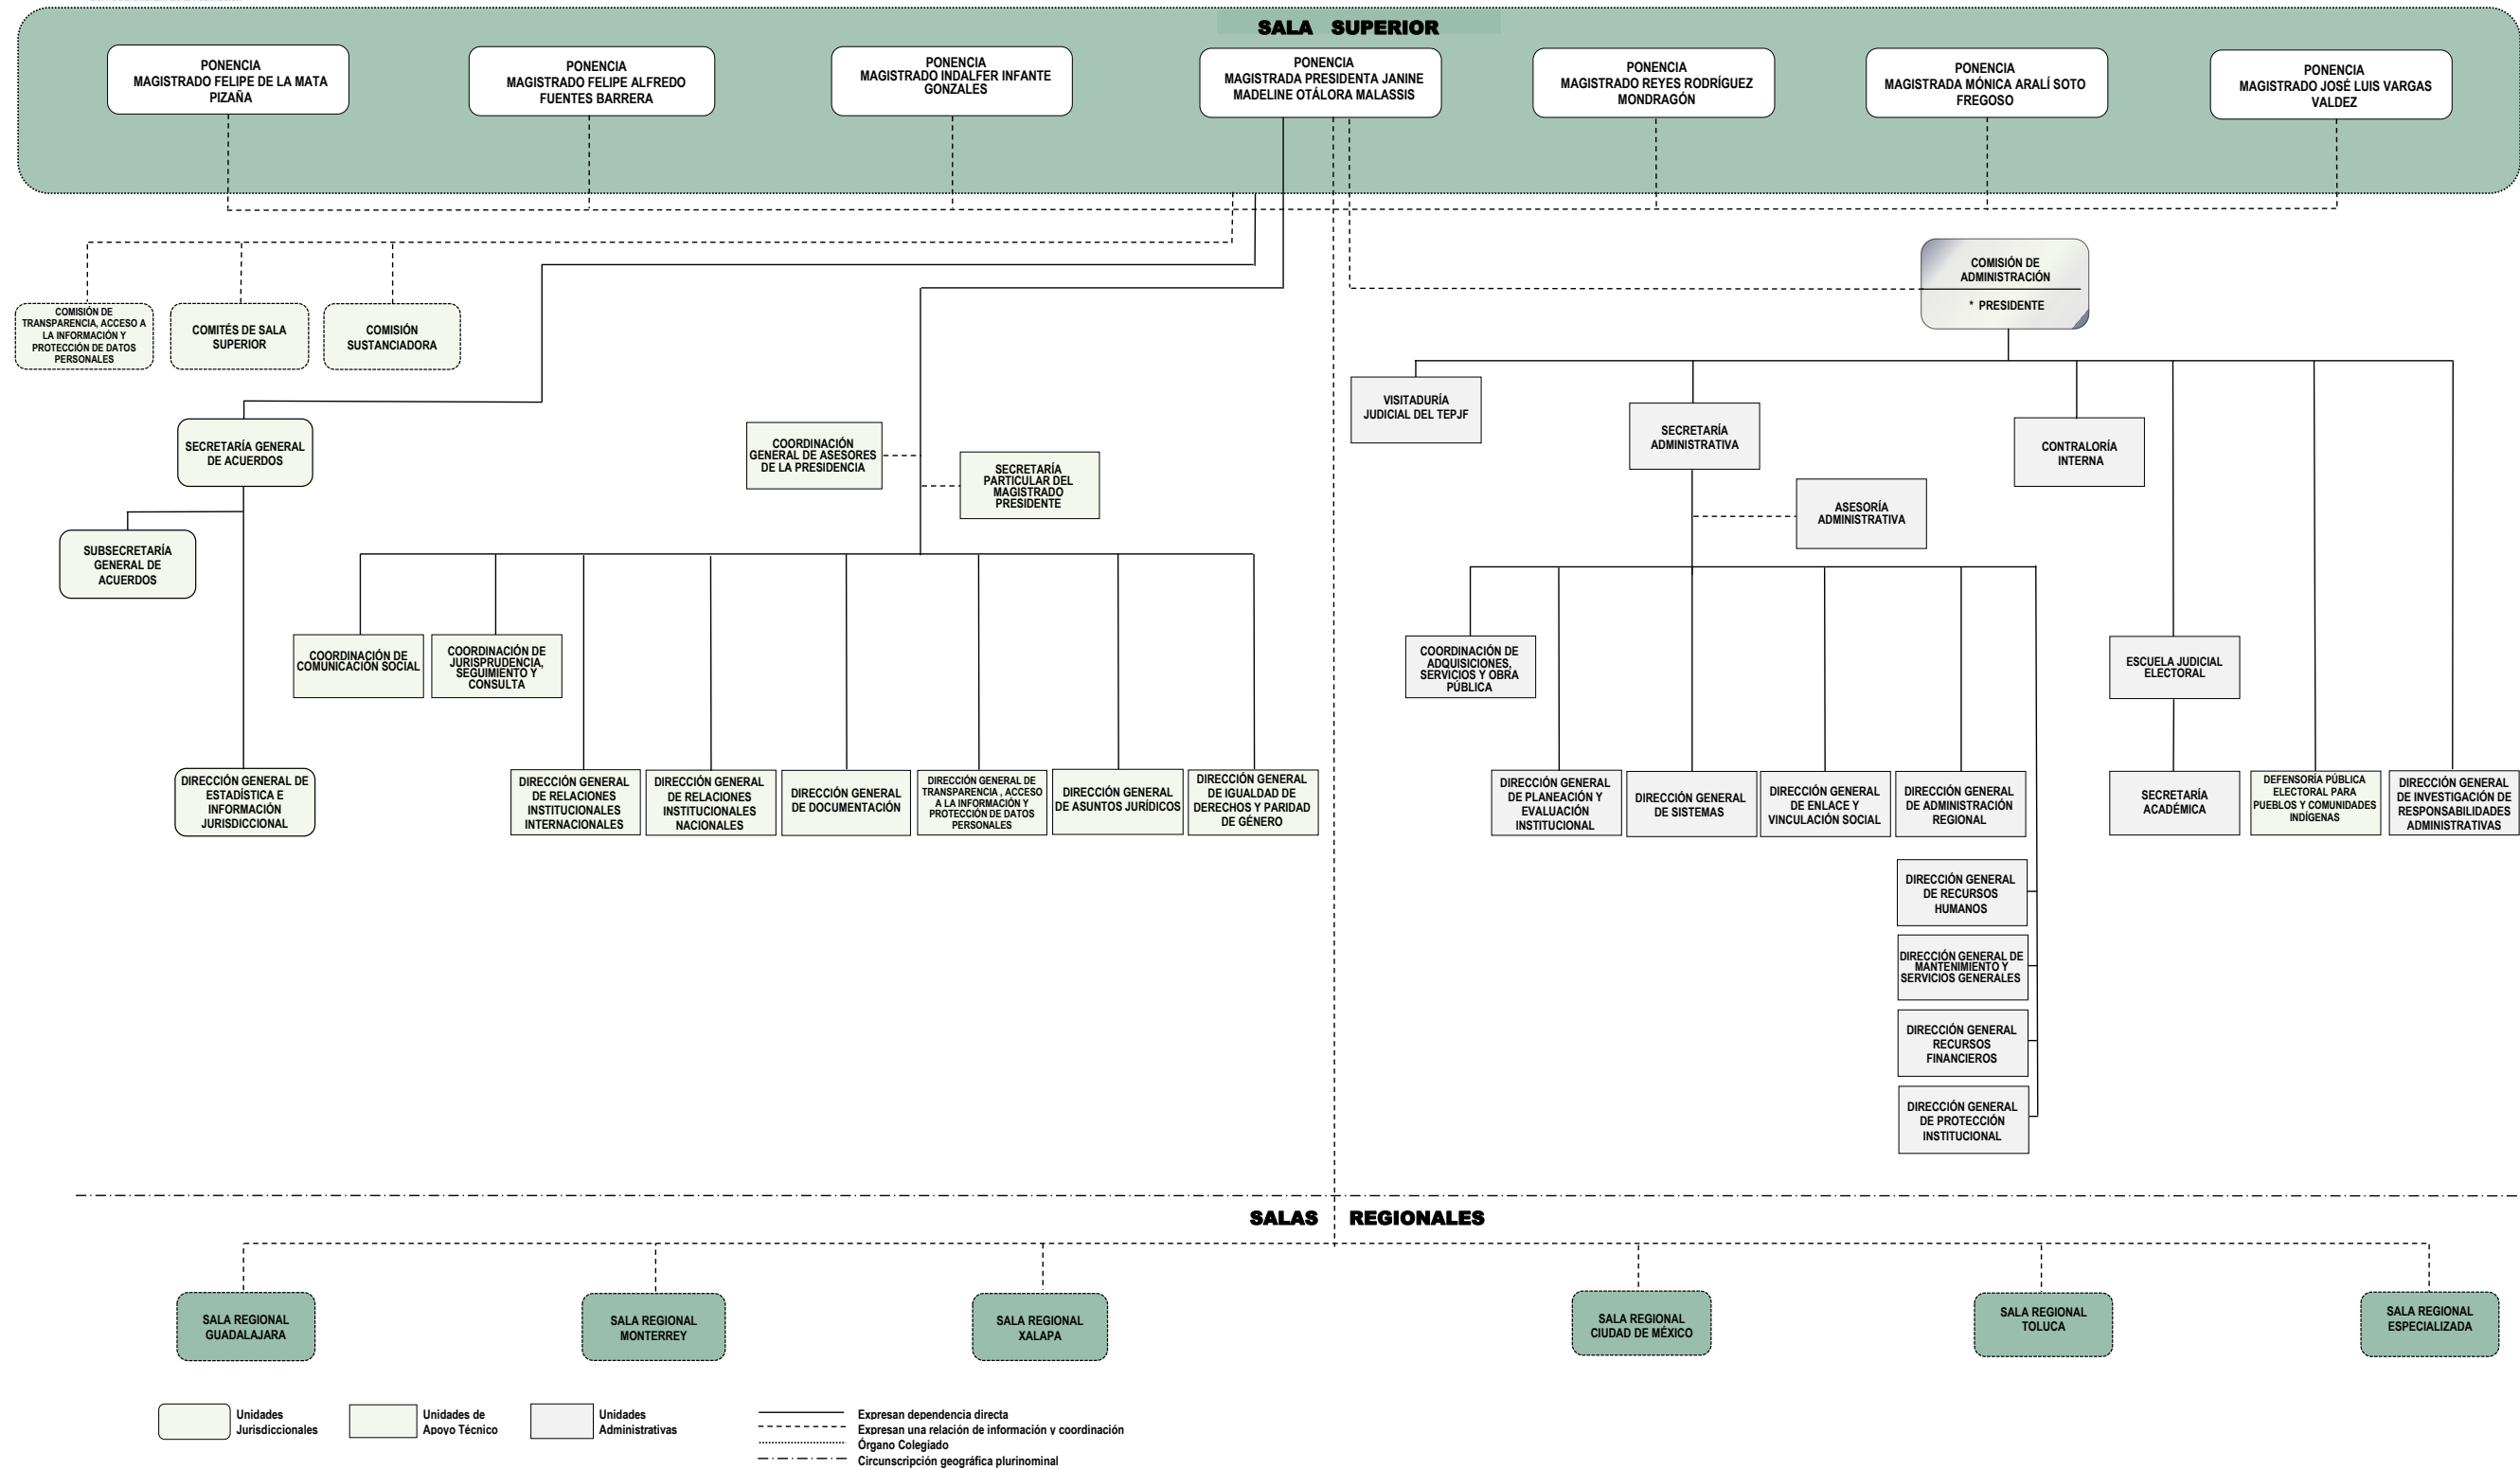 SALA SUPERIOR
PONENCIA
MAGISTRADO FELIPE DE LA MATA
PIZAÑA
PONENCIA
MAGISTRADO FELIPE ALFREDO
FUENTES BARRERA
PONENCIA
MAGISTRADO INDALFER INFANTE
GONZALES
PONENCIA
MAGISTRADA PRESIDENTA JANINE
MADELINE OTÁLORA MALASSIS
PONENCIA
MAGISTRADO REYES RODRÍGUEZ
MONDRAGÓN
PONENCIA
MAGISTRADA MÓNICA ARALÍ SOTO
FREGOSO
PONENCIA
MAGISTRADO JOSÉ LUIS VARGAS
VALDEZ
COMISIÓN DE
ADMINISTRACIÓN
* PRESIDENTE
COMISIÓN DE
TRANSPARENCIA, ACCESO A
LA INFORMACIÓN Y
PROTECCIÓN DE DATOS
PERSONALES
COMITÉS DE SALA
SUPERIOR
COMISIÓN
SUSTANCIADORA
VISITADURÍA
JUDICIAL DEL TEPJF
SECRETARÍA
ADMINISTRATIVA
CONTRALORÍA
INTERNA
SECRETARÍA GENERAL
DE ACUERDOS
COORDINACIÓN
GENERAL DE ASESORES
DE LA PRESIDENCIA
SECRETARÍA
PARTICULAR DEL
MAGISTRADO
PRESIDENTE
ASESORÍA
ADMINISTRATIVA
SUBSECRETARÍA
GENERAL DE
ACUERDOS
COORDINACIÓN DE
COMUNICACIÓN SOCIAL
COORDINACIÓN DE
JURISPRUDENCIA,
SEGUIMIENTO Y
CONSULTA
COORDINACIÓN DE
ADQUISICIONES,
SERVICIOS Y OBRA
PÚBLICA
ESCUELA JUDICIAL
ELECTORAL
DIRECCIÓN GENERAL DE
ESTADÍSTICA E
INFORMACIÓN
JURISDICCIONAL
DIRECCIÓN GENERAL
DE RELACIONES
INSTITUCIONALES
INTERNACIONALES
DIRECCIÓN GENERAL
DE RELACIONES
INSTITUCIONALES
NACIONALES
DIRECCIÓN GENERAL
DE DOCUMENTACIÓN
DIRECCIÓN GENERAL DE
TRANSPARENCIA , ACCESO
A LA INFORMACIÓN Y
PROTECCIÓN DE DATOS
PERSONALES
DIRECCIÓN GENERAL
DE ASUNTOS JURÍDICOS
DIRECCIÓN GENERAL
DE IGUALDAD DE
DERECHOS Y PARIDAD
DE GÉNERO
DIRECCIÓN GENERAL
DE PLANEACIÓN Y
EVALUACIÓN
INSTITUCIONAL
DIRECCIÓN GENERAL
DE SISTEMAS
DIRECCIÓN GENERAL
DE ENLACE Y
VINCULACIÓN SOCIAL
DIRECCIÓN GENERAL
DE ADMINISTRACIÓN
REGIONAL
SECRETARÍA
ACADÉMICA
DEFENSORÍA PÚBLICA
ELECTORAL PARA
PUEBLOS Y COMUNIDADES
INDÍGENAS
DIRECCIÓN GENERAL
DE INVESTIGACIÓN DE
RESPONSABILIDADES
ADMINISTRATIVAS
DIRECCIÓN GENERAL
DE RECURSOS
HUMANOS
DIRECCIÓN GENERAL DE
MANTENIMIENTO Y
SERVICIOS GENERALES
DIRECCIÓN GENERAL
RECURSOS
FINANCIEROS
DIRECCIÓN GENERAL
DE PROTECCIÓN
INSTITUCIONAL
SALAS REGIONALES
SALA REGIONAL
GUADALAJARA
SALA REGIONAL
MONTERREY
SALA REGIONAL
XALAPA
SALA REGIONAL
CIUDAD DE MÉXICO
SALA REGIONAL
TOLUCA
SALA REGIONAL
ESPECIALIZADA
Unidades
Jurisdiccionales
Unidades de
Apoyo Técnico
Unidades
Administrativas
Expresan dependencia directa
Expresan una relación de información y coordinación
Órgano Colegiado
Circunscripción geográfica plurinominal